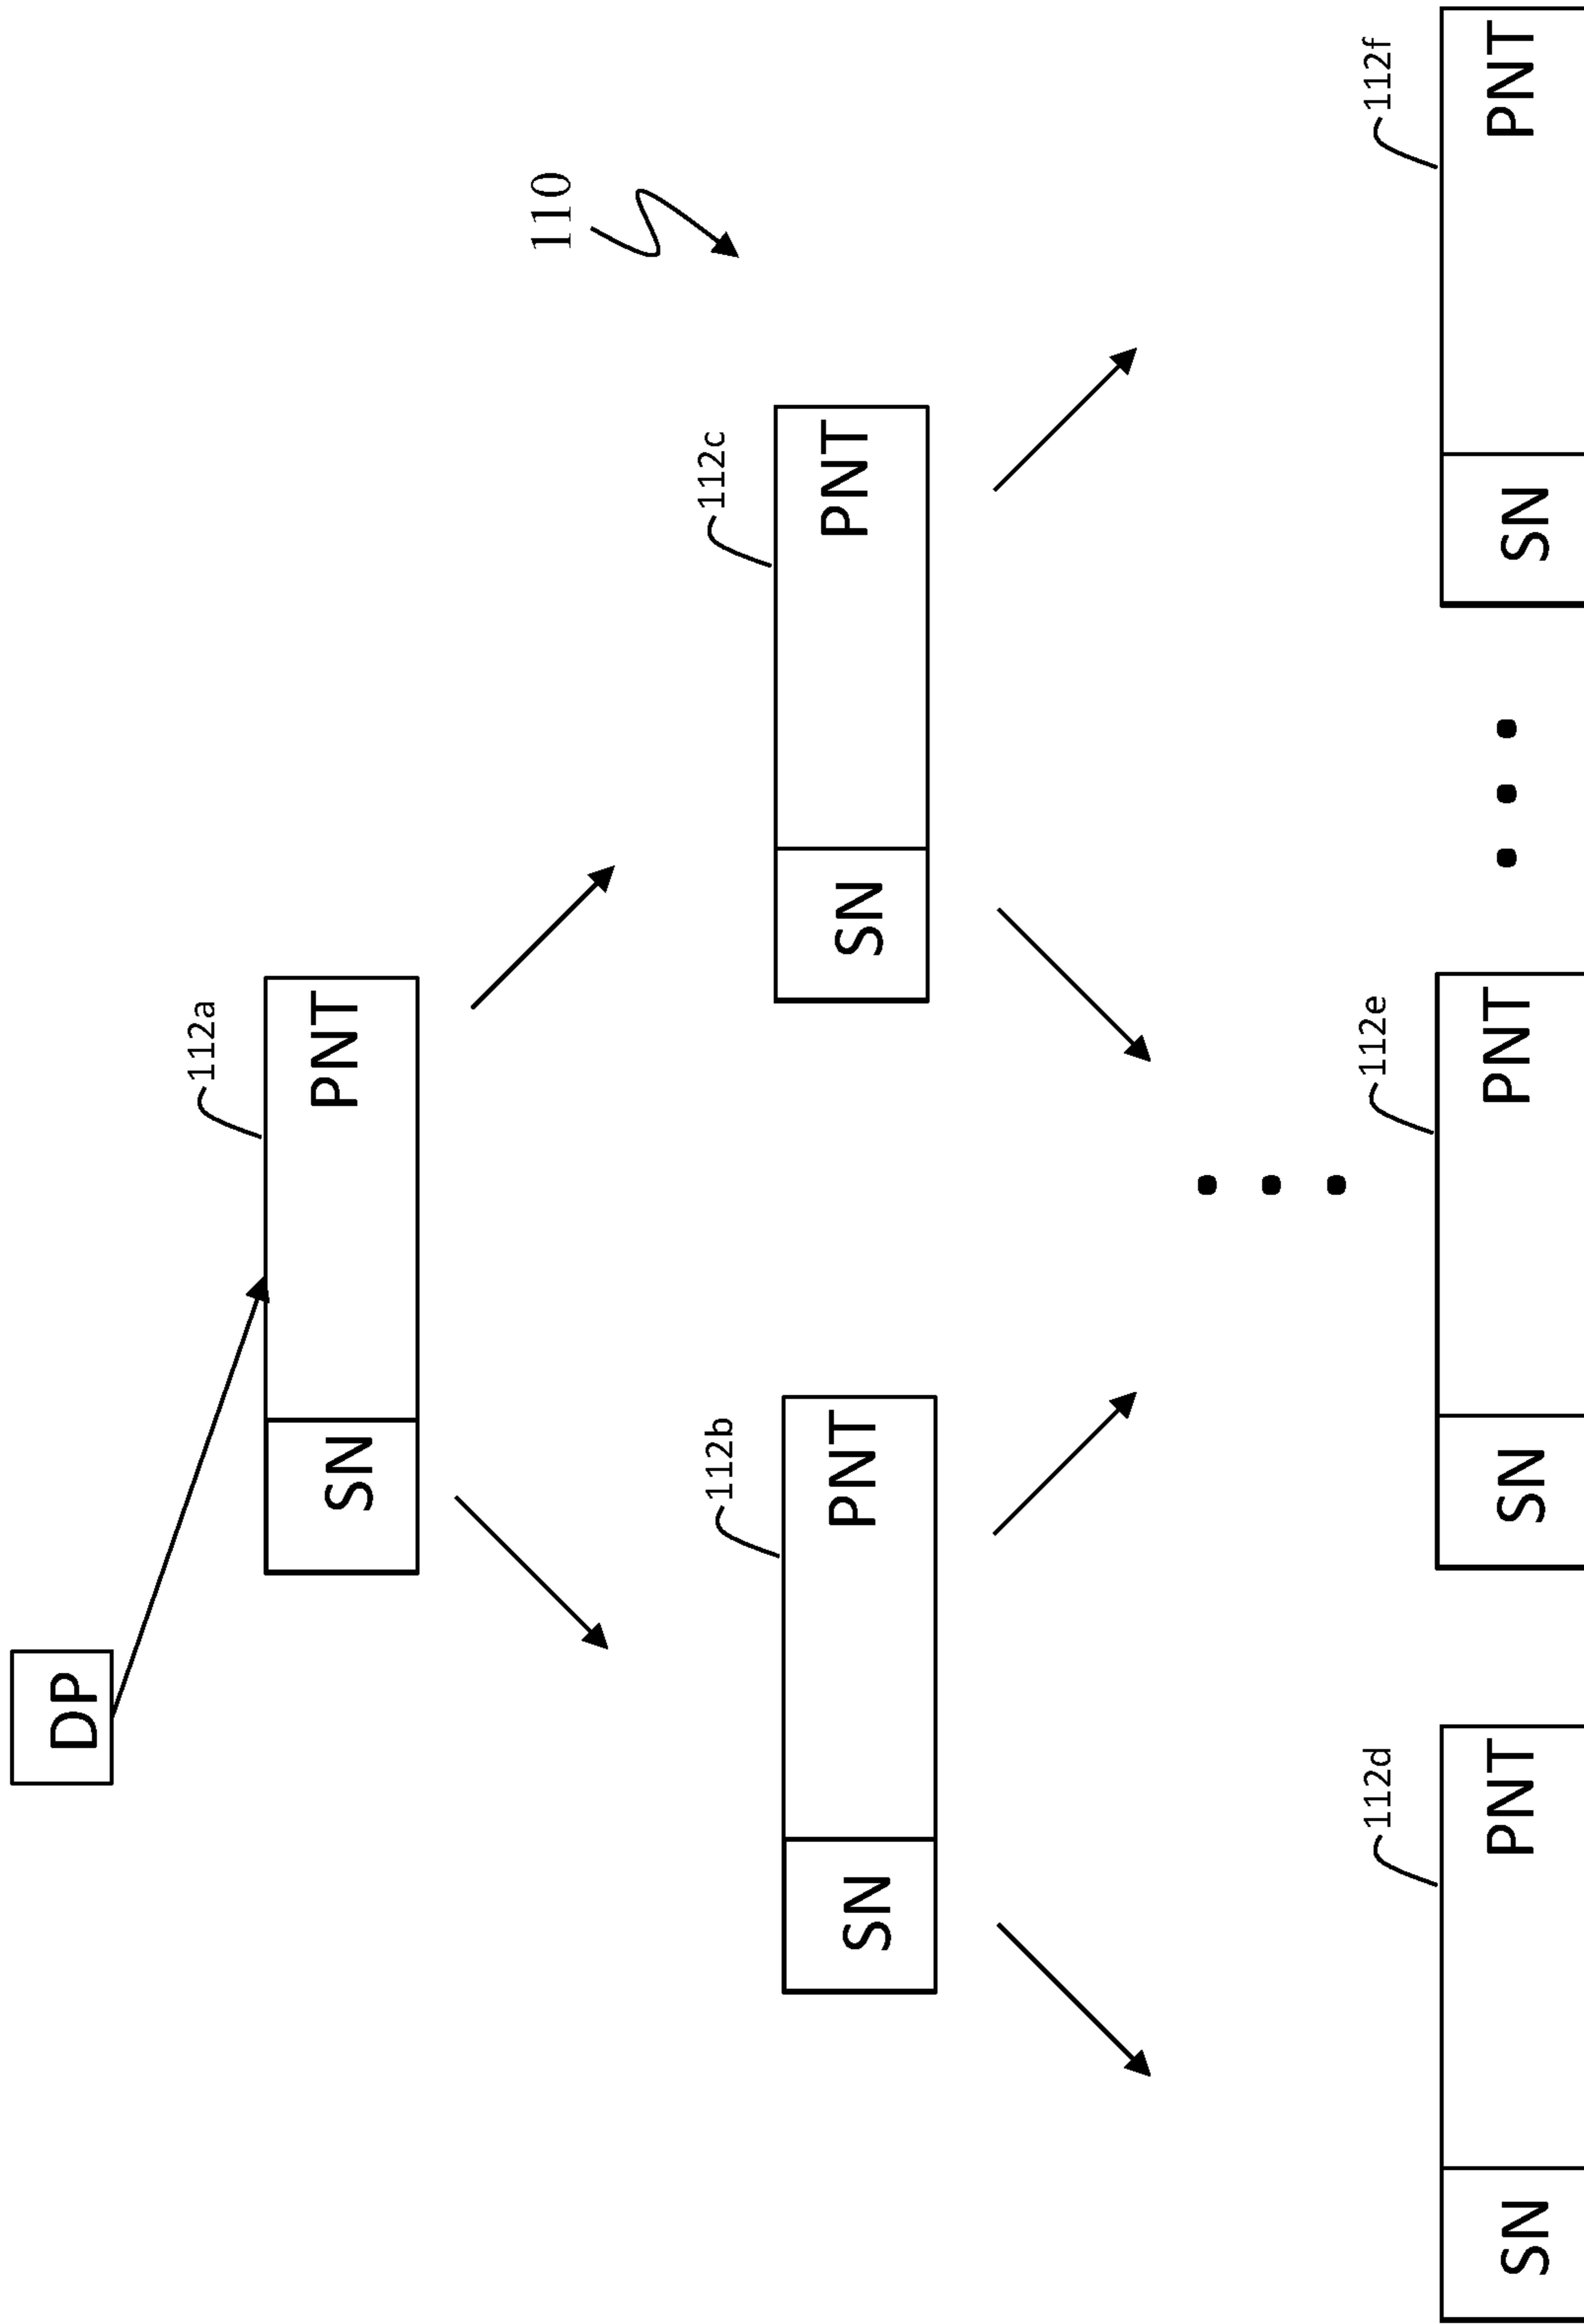 DP
112a
SN PNT
110
112b
112c
SN PNT
SN PNT
112d
112e
112f
SN PNT
SN PNT
SN PNT